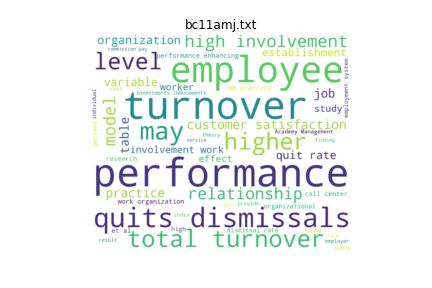 bc11amj.txt
organization
high involvement
commission pay
performance enhancing
establishment
level
employee
variable
worker
HR practice
employment system
investments inducements
job
individual
cost
turnover
study
model
table
may
customer satisfaction
Academy Management
percent
higher
theory
service
finding
involvement work
quit rate
research
effect
performance
practice
relationship
call center
work organization
organizational
quits dismissals
index
provide
et al
high
dismissal rate
found
firm
employer
result
total turnover
sample